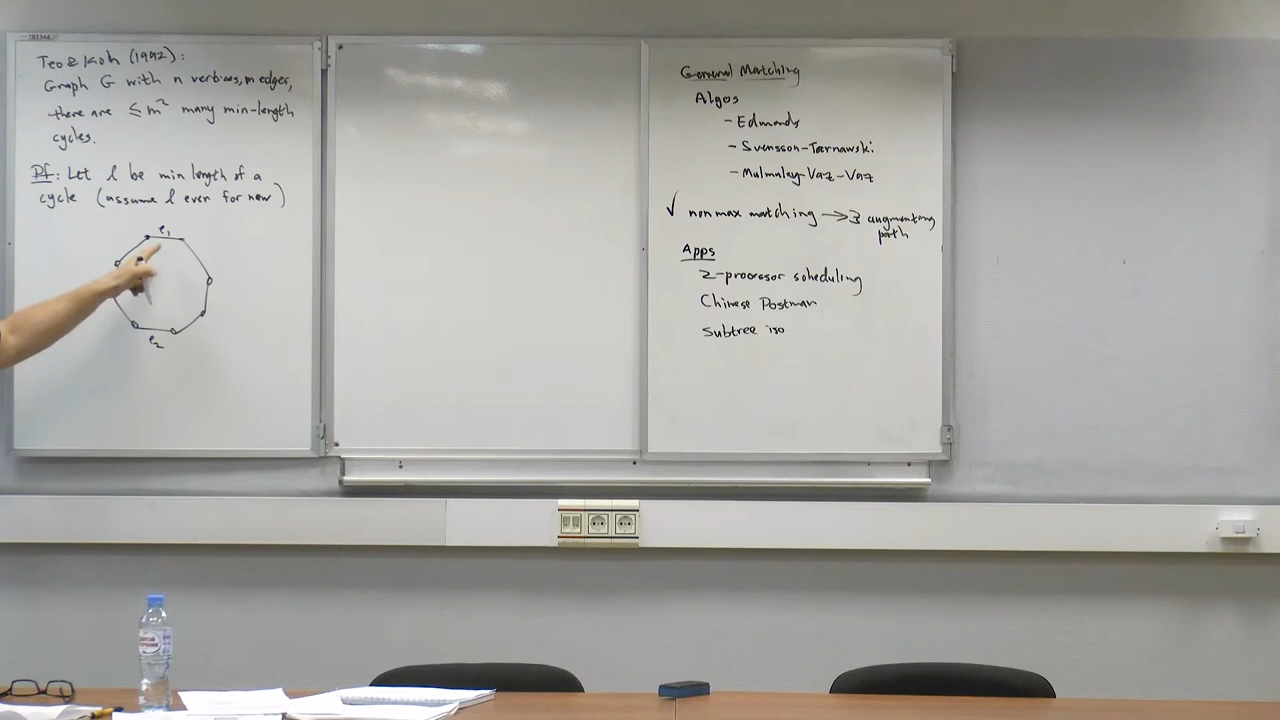 782344
Teo & Koh (1992):
Graph G with n vertices, m edges,
there are ≤ m² many min-length
cycles.
Pf: Let l be min length of a
cycle (assume l even for now)
e₁
e₂
General Matching
Algos
- Edmonds
- Svensson-Tarnawski
- Mulmuley-Vaz-Vaz
√ nonmax matching → ∃ augmenting
path
Apps
2-processor scheduling
Chinese Postman
Subtree iso